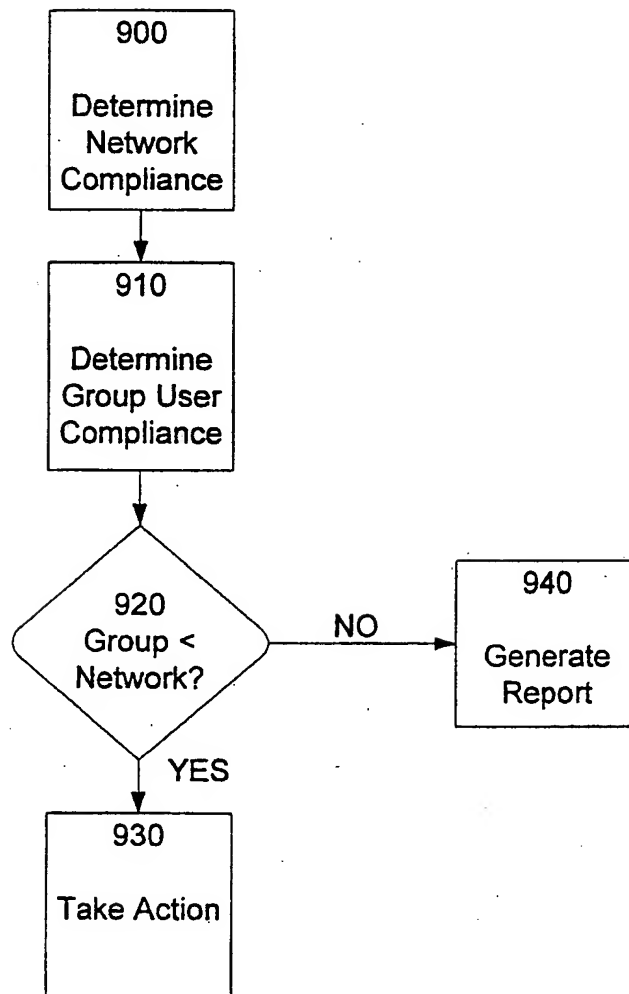 900
Determine
Network
Compliance
910
Determine
Group User
Compliance
920
Group <
Network?
NO
940
Generate
Report
YES
930
Take Action